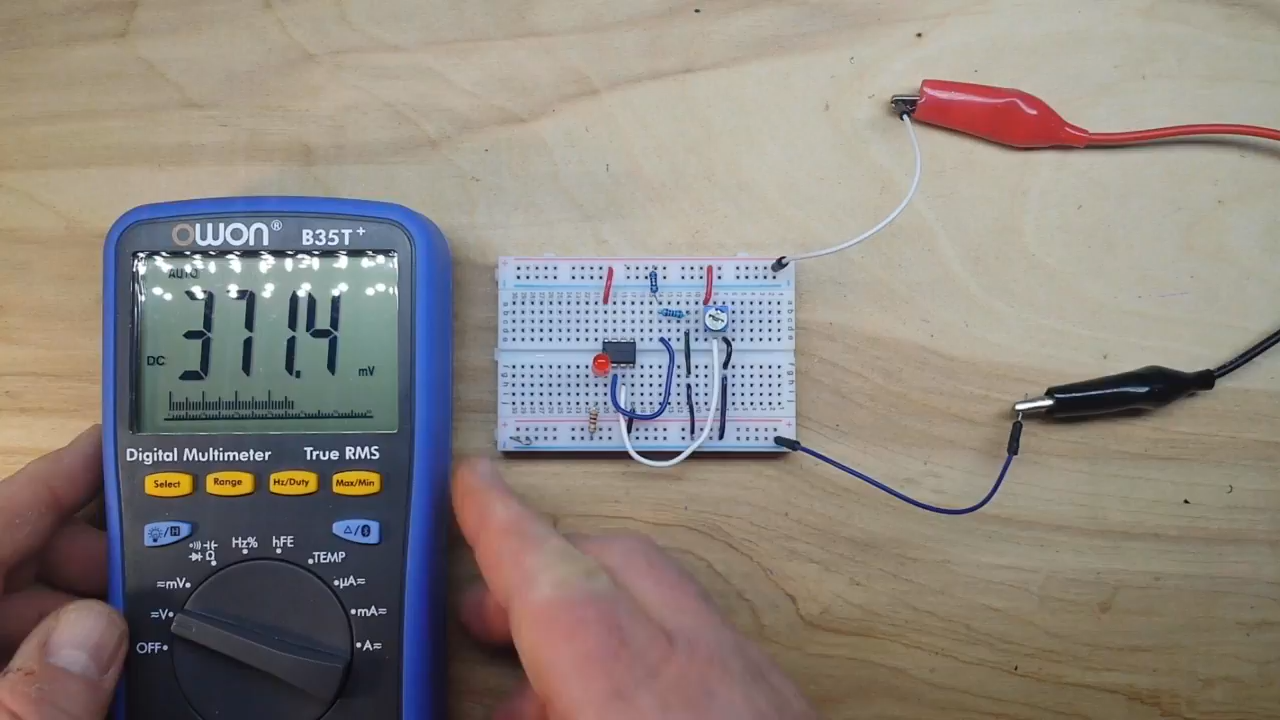 OWON® B35T+
AUTO
371.4
DC
mV
Digital Multimeter True RMS
Select Range Hz/Duty Max/Min
H
Hz% hFE
TEMP
mV
µA
V
mA
OFF
A